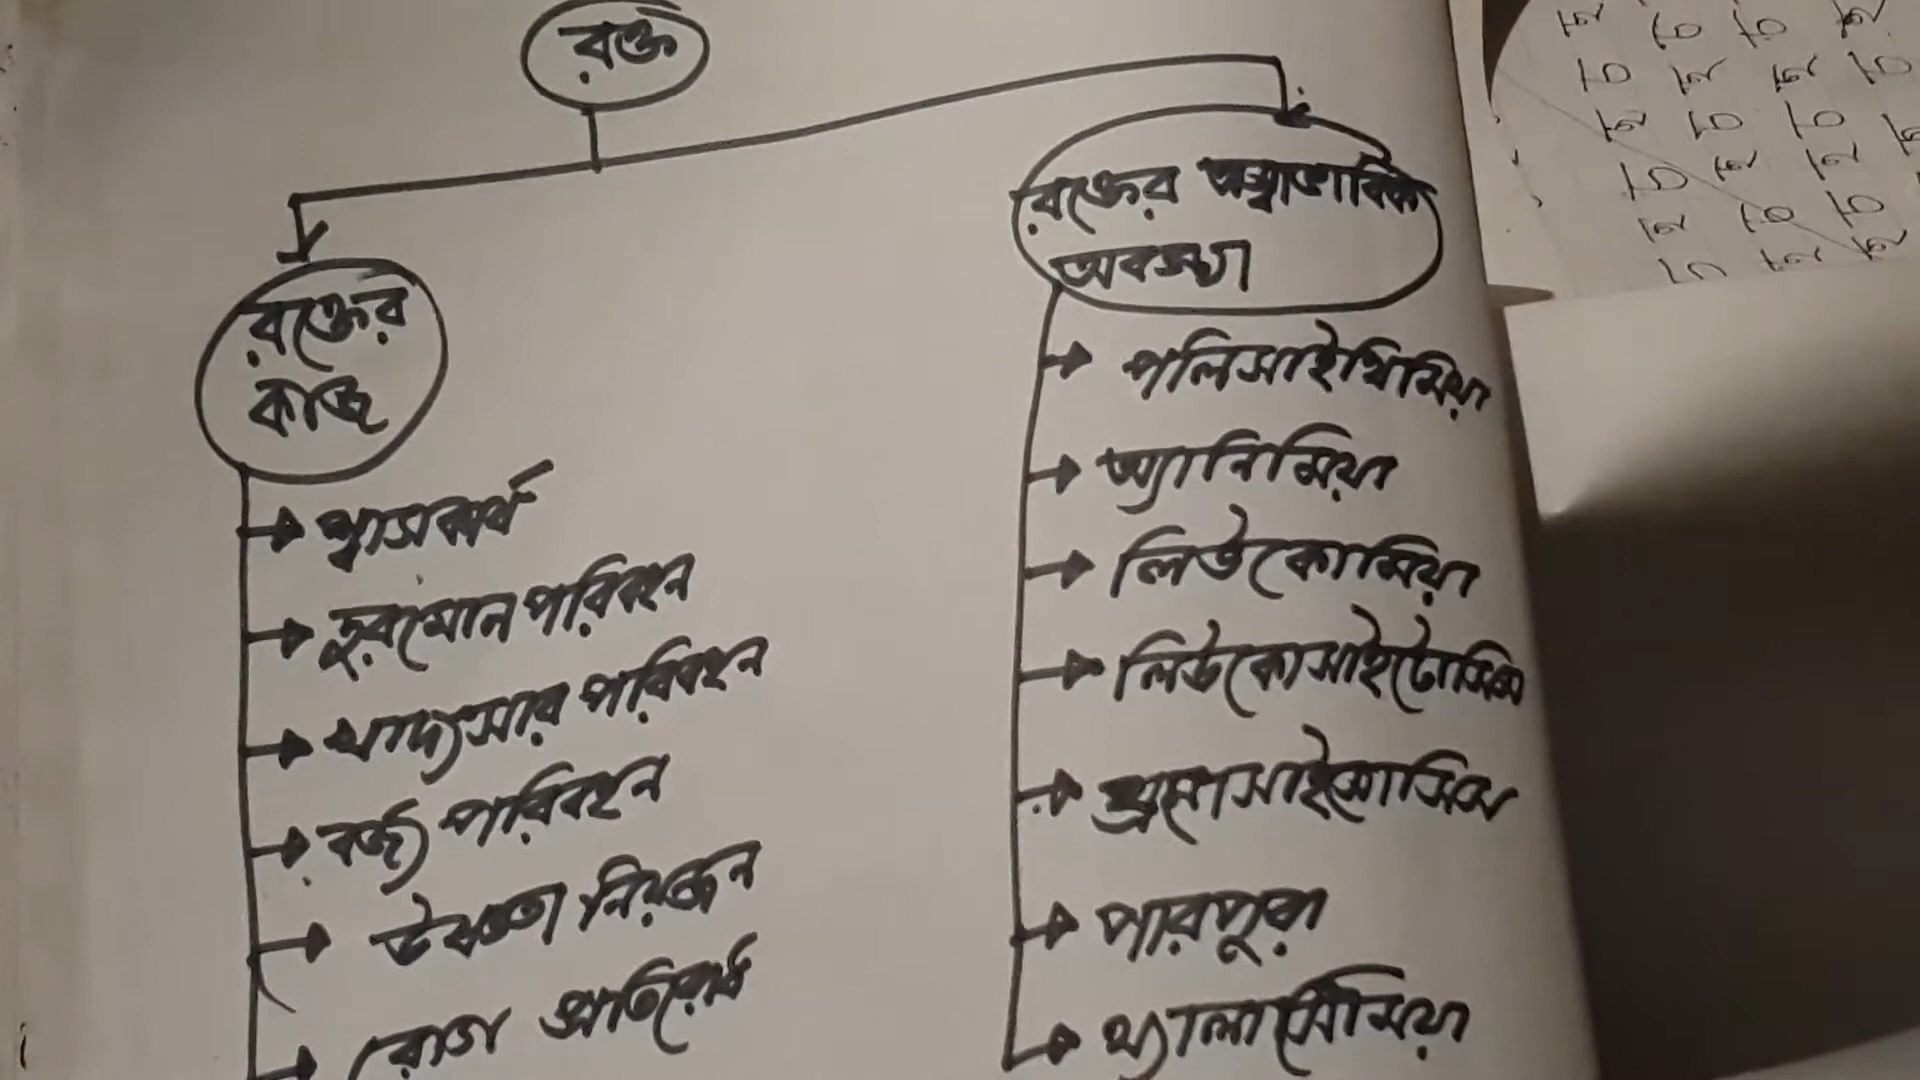 রক্ত
রক্তের
কাজ
শ্বাসকার্য
হরমোন পরিবহন
খাদ্যসার পরিবহন
বর্জ্য পরিবহন
উষ্ণতা নিয়ন্ত্রন
রোগ প্রতিরোধ
রক্তের অস্বাভাবিক
অবস্থা
পলিসাইথিমিয়া
অ্যানিমিয়া
লিউকোমিয়া
লিউকোসাইটোসিস
থ্রম্বোসাইটোসিস
পারপুরা
থ্যালাসেমিয়া